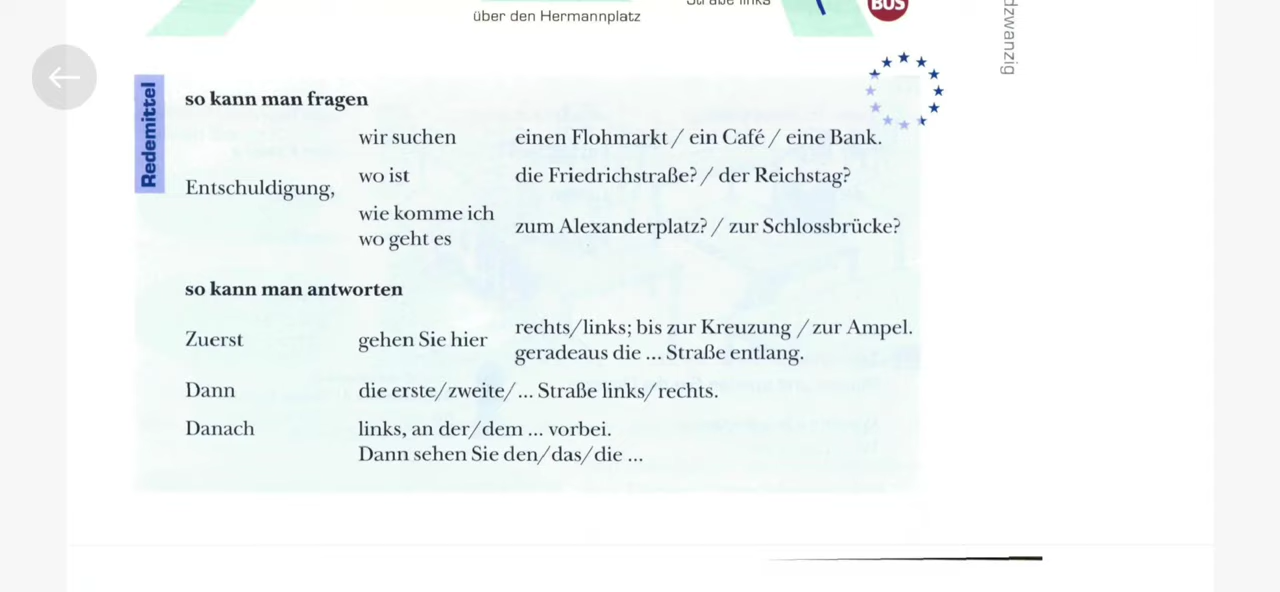 über den Hermannplatz
Straße links
BUS
dzwanzig
Redemittel
so kann man fragen
wir suchen einen Flohmarkt / ein Café / eine Bank.
Entschuldigung, wo ist die Friedrichstraße? / der Reichstag?
wie komme ich
wo geht es zum Alexanderplatz? / zur Schlossbrücke?
so kann man antworten
Zuerst gehen Sie hier rechts/links; bis zur Kreuzung / zur Ampel.
geradeaus die ... Straße entlang.
Dann die erste/zweite/ ... Straße links/rechts.
Danach links, an der/dem ... vorbei.
Dann sehen Sie den/das/die ...